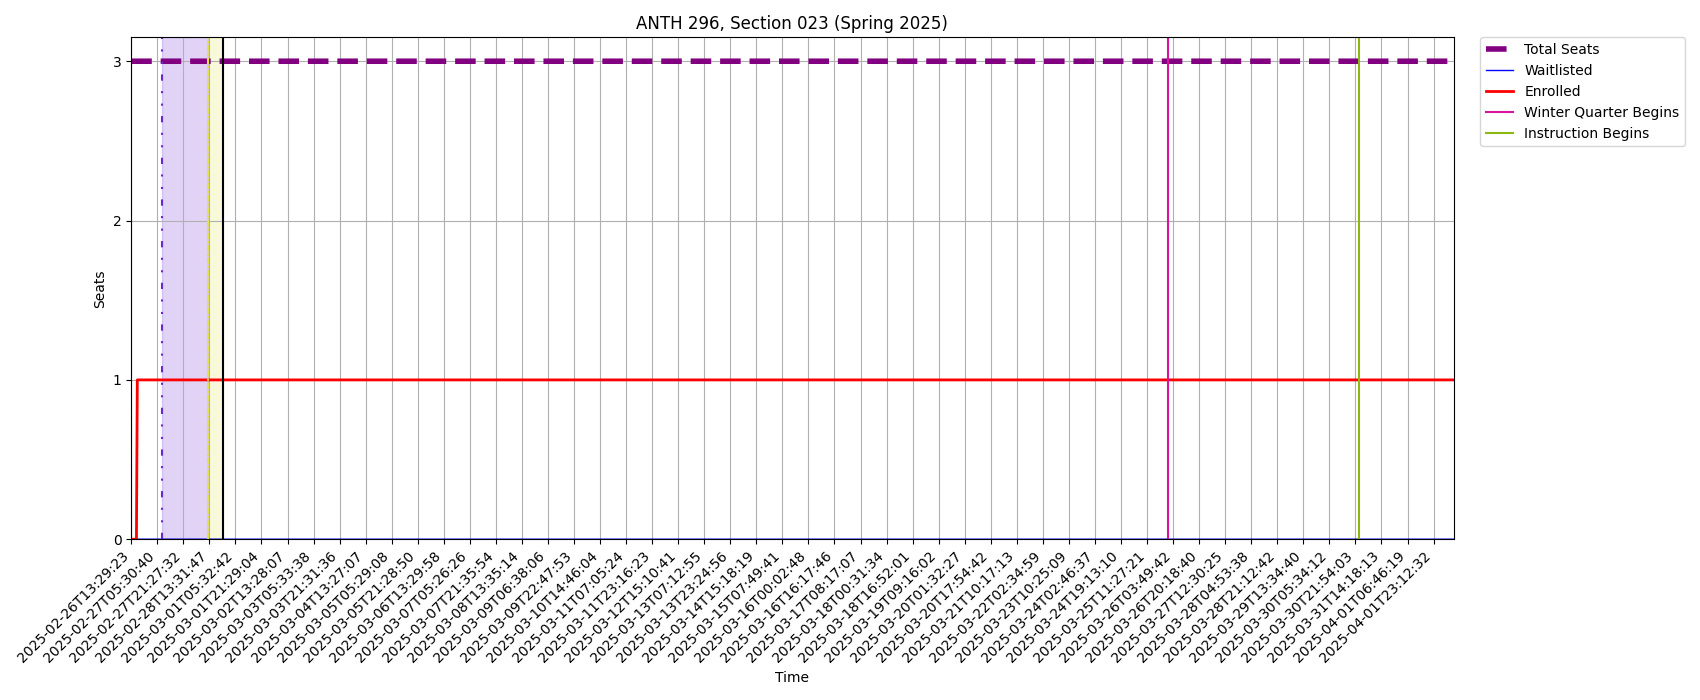 ANTH 296, Section 023 (Spring 2025)
Total Seats
Waitlisted
Enrolled
Winter Quarter Begins
Instruction Begins
Seats
3
2
1
0
2025-02-26T13:29:23
2025-02-27T05:30:40
2025-02-27T21:27:32
2025-02-28T13:31:47
2025-03-01T05:32:42
2025-03-01T21:29:04
2025-03-02T13:28:07
2025-03-03T05:33:38
2025-03-03T21:31:36
2025-03-04T13:27:07
2025-03-05T05:29:08
2025-03-05T21:28:50
2025-03-06T13:29:58
2025-03-07T05:26:26
2025-03-07T21:35:54
2025-03-08T13:35:14
2025-03-09T06:38:06
2025-03-09T22:47:53
2025-03-10T14:46:04
2025-03-11T07:05:24
2025-03-11T23:16:23
2025-03-12T15:10:41
2025-03-13T07:12:55
2025-03-13T23:24:56
2025-03-14T15:18:19
2025-03-15T07:49:41
2025-03-16T00:02:48
2025-03-16T16:17:46
2025-03-17T08:17:07
2025-03-18T00:31:34
2025-03-18T16:52:01
2025-03-19T09:16:02
2025-03-20T01:32:27
2025-03-20T17:54:42
2025-03-21T10:17:13
2025-03-22T02:34:59
2025-03-23T10:25:09
2025-03-24T02:46:37
2025-03-24T19:13:10
2025-03-25T11:27:21
2025-03-26T03:49:42
2025-03-26T20:18:40
2025-03-27T12:30:25
2025-03-28T04:53:38
2025-03-28T21:12:42
2025-03-29T13:34:40
2025-03-30T05:34:12
2025-03-30T21:54:03
2025-03-31T14:18:13
2025-04-01T06:46:19
2025-04-01T23:12:32
Time